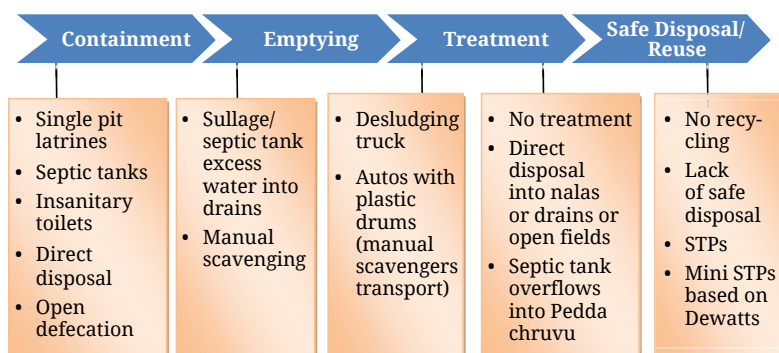 Containment
Emptying
Treatment
Safe Disposal/
Reuse
• Single pit
latrines
• Septic tanks
• Insanitary
toilets
• Direct
disposal
• Open
defecation
• Sullage/
septic tank
excess
water into
drains
• Manual
scavenging
• Desludging
truck
• Autos with
plastic
drums
(manual
scavengers
transport)
• No treatment
• Direct
disposal
into nalas
or drains or
open fields
• Septic tank
overflows
into Pedda
chruvu
• No recy-
cling
• Lack
of safe
disposal
• STPs
• Mini STPs
based on
Dewatts